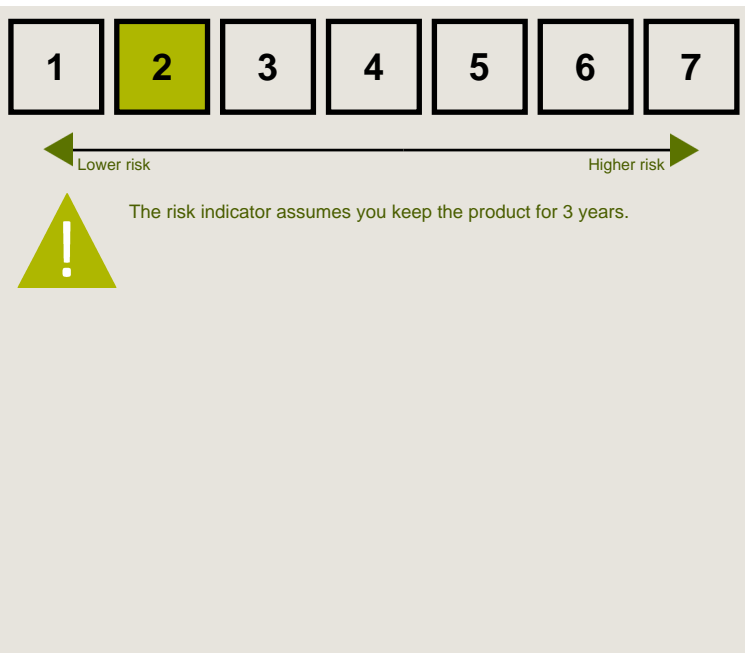 1 2 3 4 5 6 7
Lower risk Higher risk
The risk indicator assumes you keep the product for 3 years.
!